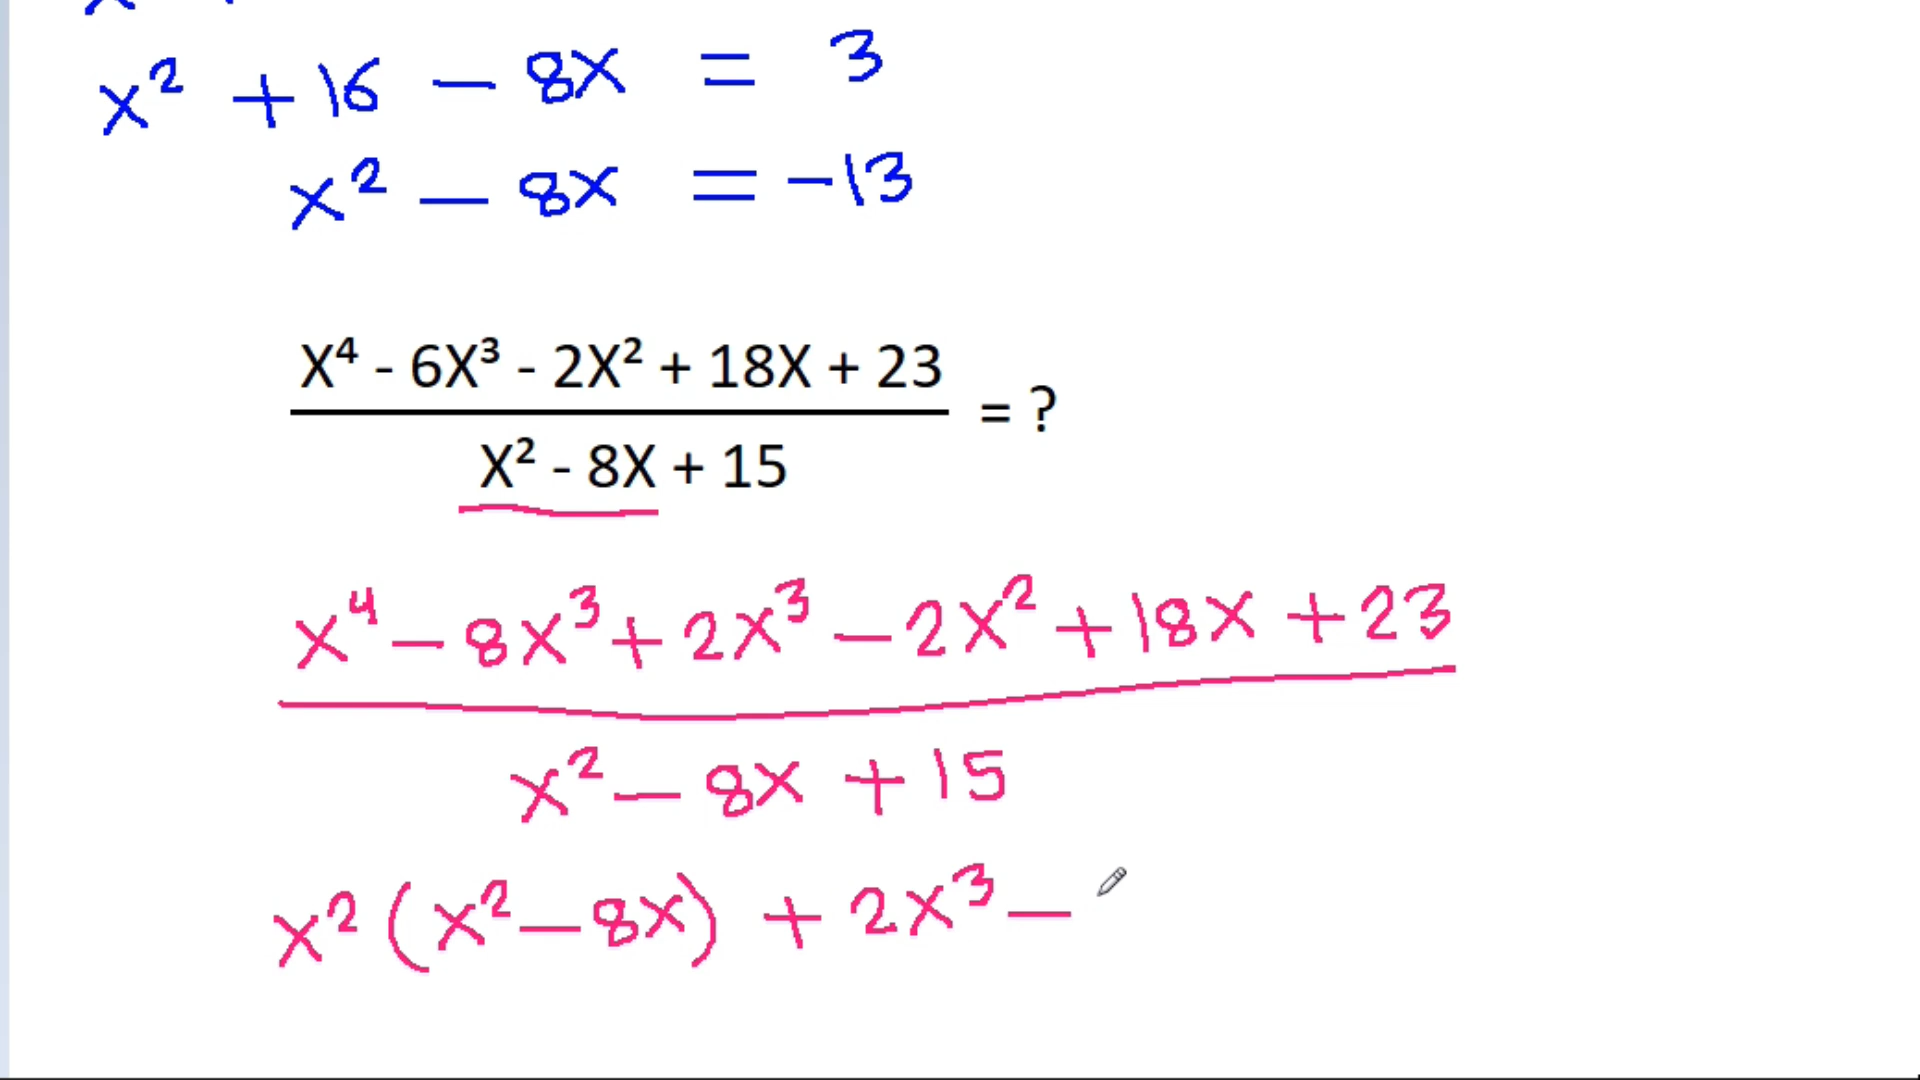 x² + 16 - 8x = 3
x² - 8x = -13
X⁴ - 6X³ - 2X² + 18X + 23
= ?
X² - 8X + 15
x⁴ - 8x³ + 2x³ - 2x² + 18x + 23
x² - 8x + 15
x² (x² - 8x) + 2x³ -